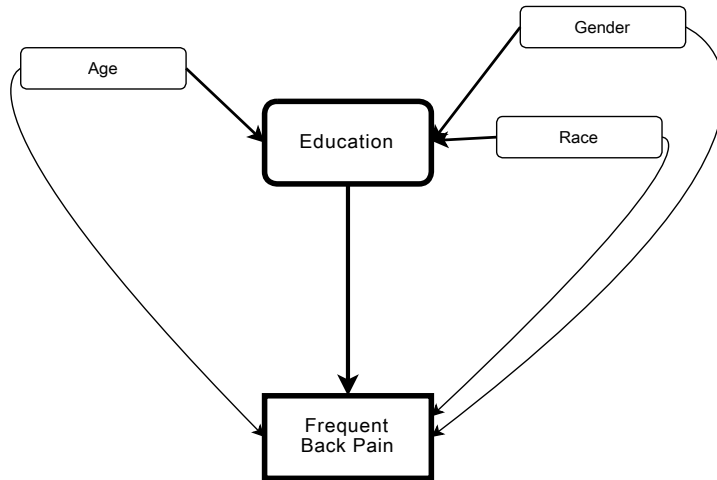 Gender
Age
Education
Race
Frequent
Back Pain